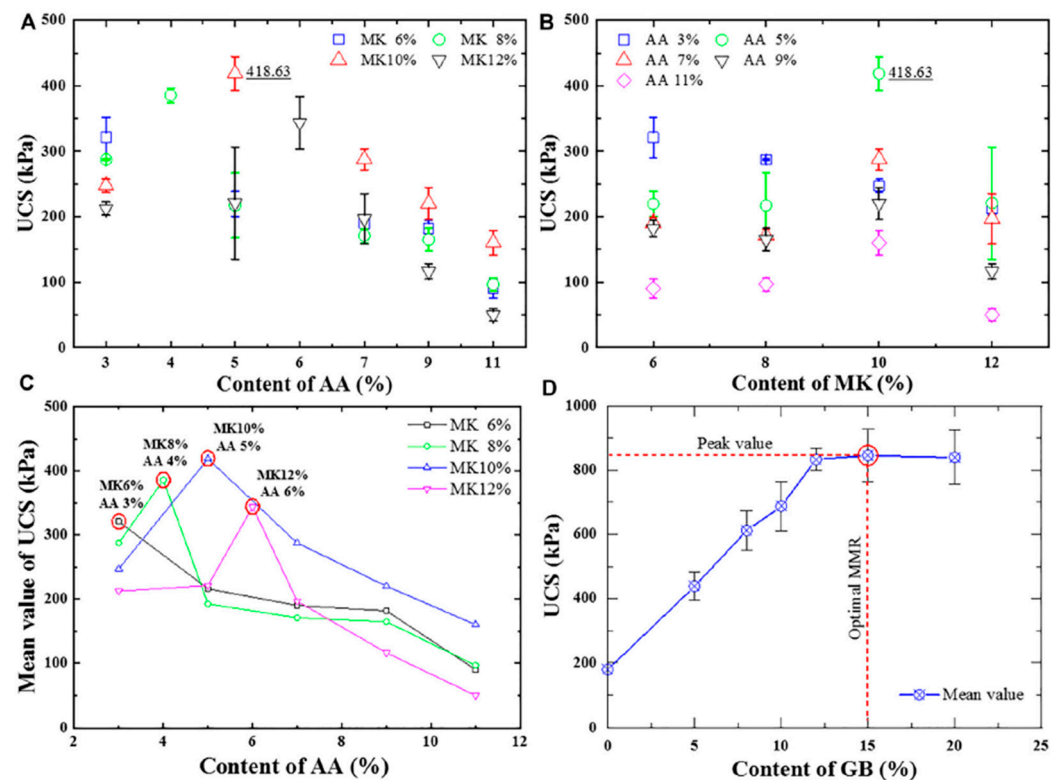 A
MK 6%
MK 8%
MK10%
MK12%
418.63
UCS (kPa)
500
400
300
200
100
0
3
4
5
6
7
9
11
Content of AA (%)
B
AA 3%
AA 5%
AA 7%
AA 9%
AA 11%
418.63
UCS (kPa)
500
400
300
200
100
0
6
8
10
12
Content of MK (%)
C
MK 6%
MK 8%
MK10%
MK12%
MK6%
AA 3%
MK8%
AA 4%
MK10%
AA 5%
MK12%
AA 6%
Mean value of UCS (kPa)
500
400
300
200
100
0
2
4
6
8
10
12
Content of AA (%)
D
Peak value
Optimal MMR
Mean value
UCS (kPa)
1000
800
600
400
200
0
0
5
10
15
20
25
Content of GB (%)